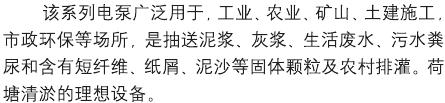 该系列电泵广泛用于，工业、农业、矿山、土建施工，
市政环保等场所，是抽送泥浆、灰浆、生活废水、污水粪
尿和含有短纤维、纸屑、泥沙等固体颗粒及农村排灌。荷
塘清淤的理想设备。